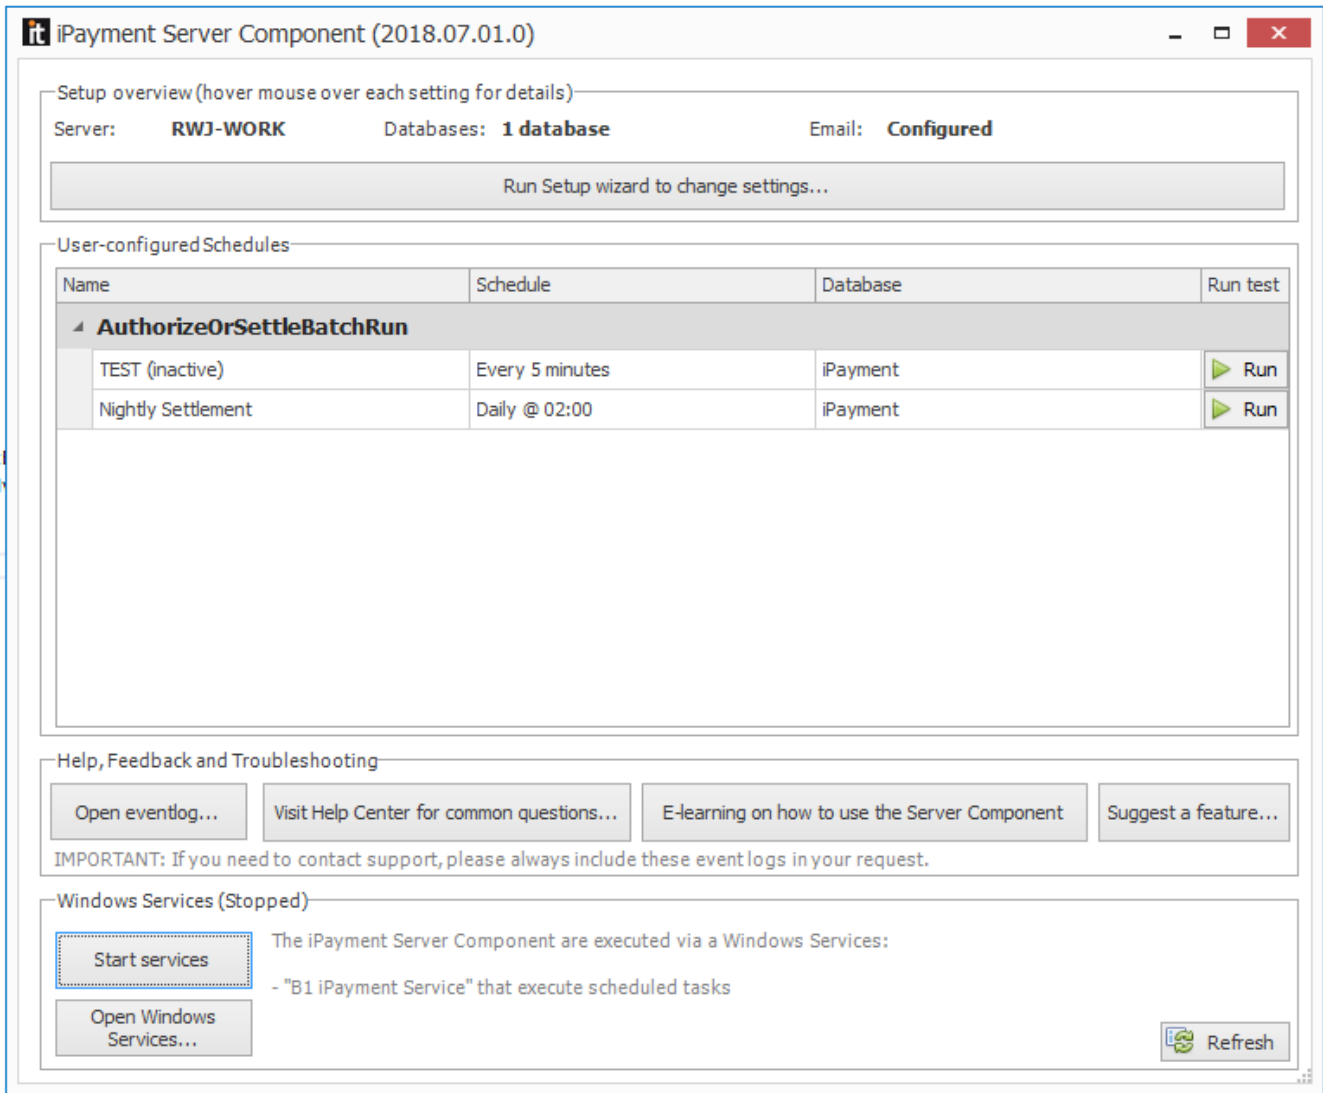 it iPayment Server Component (2018.07.01.0)
Setup overview (hover mouse over each setting for details)
Server: RWJ-WORK Databases: 1 database Email: Configured
Run Setup wizard to change settings...
User-configured Schedules
Name Schedule Database Run test
AuthorizeOrSettleBatchRun
TEST (inactive) Every 5 minutes iPayment Run
Nightly Settlement Daily @ 02:00 iPayment Run
Help, Feedback and Troubleshooting
Open eventlog... Visit Help Center for common questions... E-learning on how to use the Server Component Suggest a feature...
IMPORTANT: If you need to contact support, please always include these event logs in your request.
Windows Services (Stopped)
Start services
The iPayment Server Component are executed via a Windows Services:
- "B1 iPayment Service" that execute scheduled tasks
Open Windows
Services...
Refresh